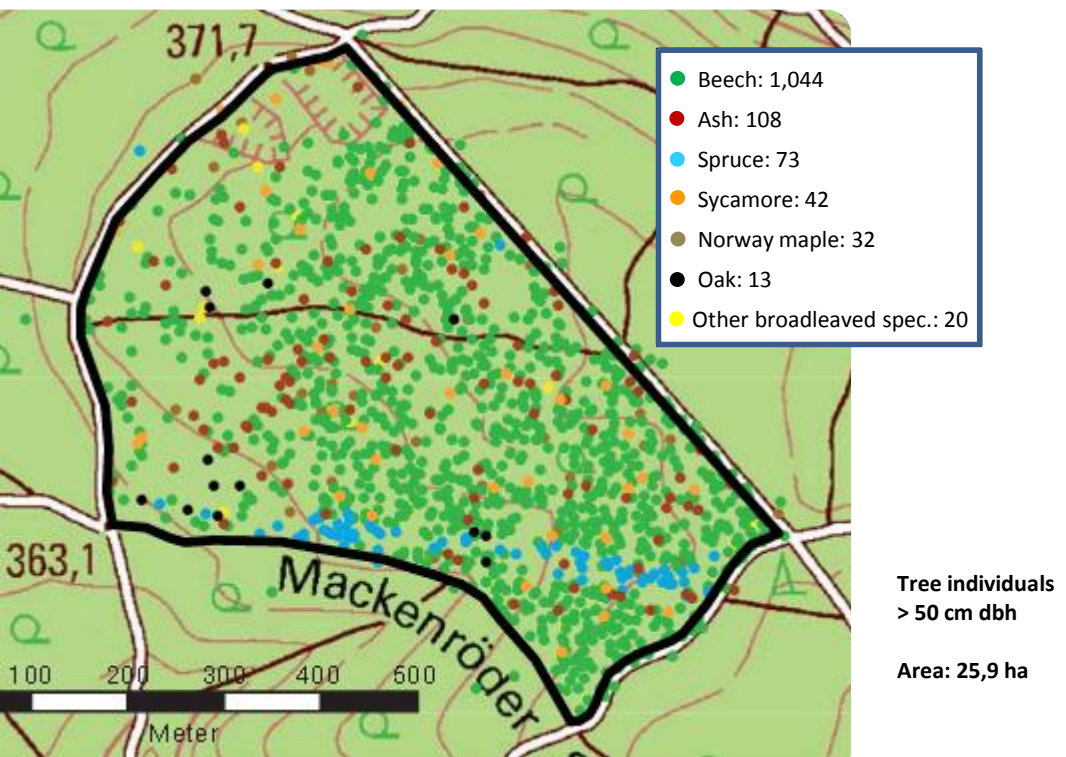 371,7
Beech: 1,044
Ash: 108
Spruce: 73
Sycamore: 42
Norway maple: 32
Oak: 13
Other broadleaved spec.: 20
363,1
Mackenröder
Tree individuals
> 50 cm dbh
Area: 25,9 ha
100 200 300 400 500
Meter